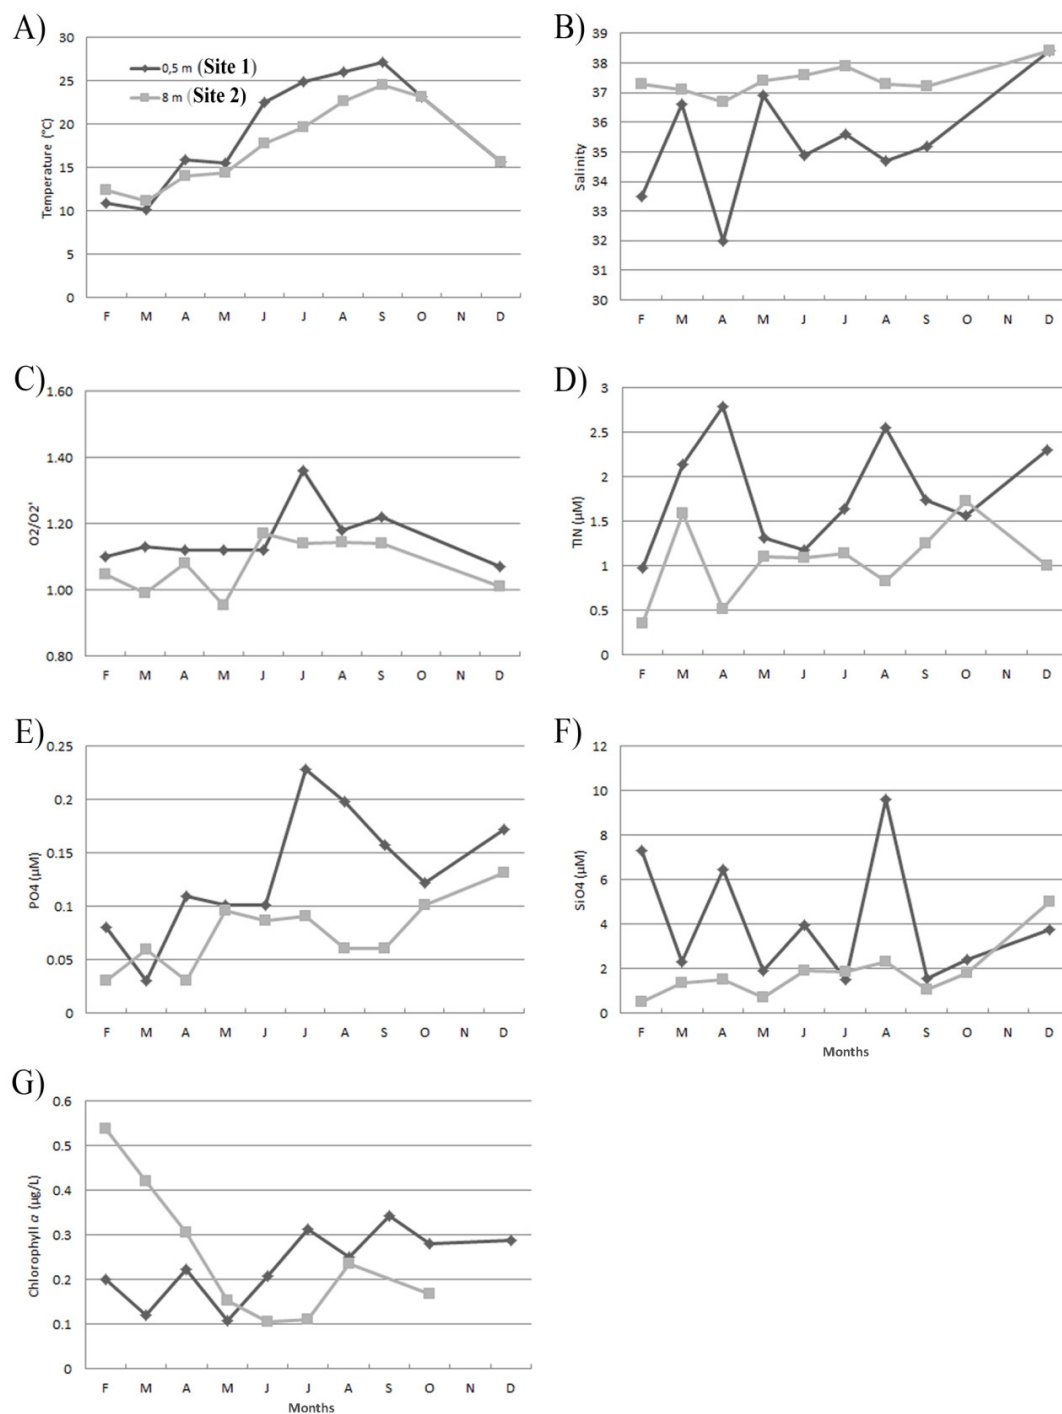 A)
Temperature (°C)
30
25
20
15
10
5
0
0,5 m (Site 1)
8 m (Site 2)
F M A M J J A S O N D
B)
Salinity
39
38
37
36
35
34
33
32
31
30
F M A M J J A S O N D
C)
O2/O2'
1.60
1.40
1.20
1.00
0.80
F M A M J J A S O N D
D)
TIN (µM)
3
2.5
2
1.5
1
0.5
0
F M A M J J A S O N D
E)
PO4 (µM)
0.25
0.2
0.15
0.1
0.05
0
F M A M J J A S O N D
F)
SiO4 (µM)
12
10
8
6
4
2
0
F M A M J J A S O N D
Months
G)
Chlorophyll a (µg/L)
0.6
0.5
0.4
0.3
0.2
0.1
0
F M A M J J A S O N D
Months